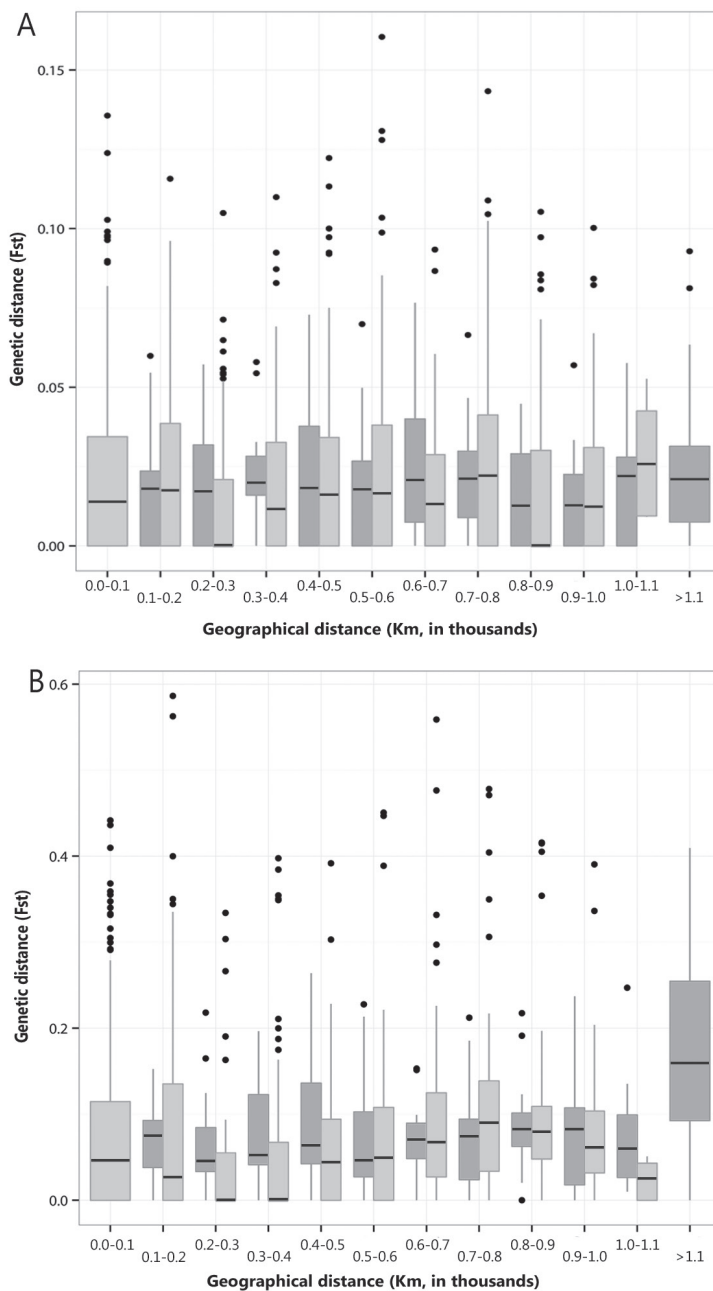 A
0.15
0.10
0.05
0.00
Genetic distance (Fst)
0.0-0.1 0.2-0.3 0.4-0.5 0.6-0.7 0.8-0.9 1.0-1.1
0.1-0.2 0.3-0.4 0.5-0.6 0.7-0.8 0.9-1.0 >1.1
Geographical distance (Km, in thousands)
B
0.6
0.4
0.2
0.0
Genetic distance (Fst)
0.0-0.1 0.2-0.3 0.4-0.5 0.6-0.7 0.8-0.9 1.0-1.1
0.1-0.2 0.3-0.4 0.5-0.6 0.7-0.8 0.9-1.0 >1.1
Geographical distance (Km, in thousands)